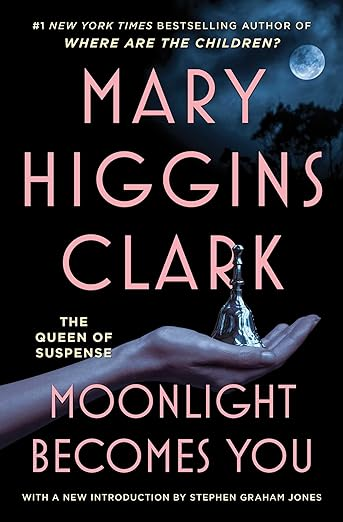 #1 NEW YORK TIMES BESTSELLING AUTHOR OF
WHERE ARE THE CHILDREN?
MARY
HIGGINS
CLARK
THE
QUEEN OF
SUSPENSE
MOONLIGHT
BECOMES YOU
WITH A NEW INTRODUCTION BY STEPHEN GRAHAM JONES